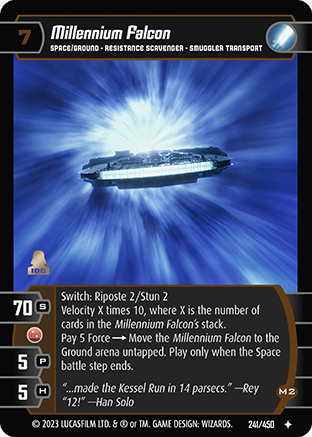 7
Millennium Falcon
SPACE/GROUND • RESISTANCE SCAVENGER • SMUGGLER TRANSPORT
70 S
5 P
5 H
Switch: Riposte 2/Stun 2
Velocity X times 10, where X is the number of
cards in the Millennium Falcon's stack.
Pay 5 Force → Move the Millennium Falcon to the
Ground arena untapped. Play only when the Space
battle step ends.
"...made the Kessel Run in 14 parsecs." —Rey
"12!" —Han Solo
M2
© 2023 LUCASFILM LTD. & ® or TM. GAME DESIGN: WIZARDS.
241/450